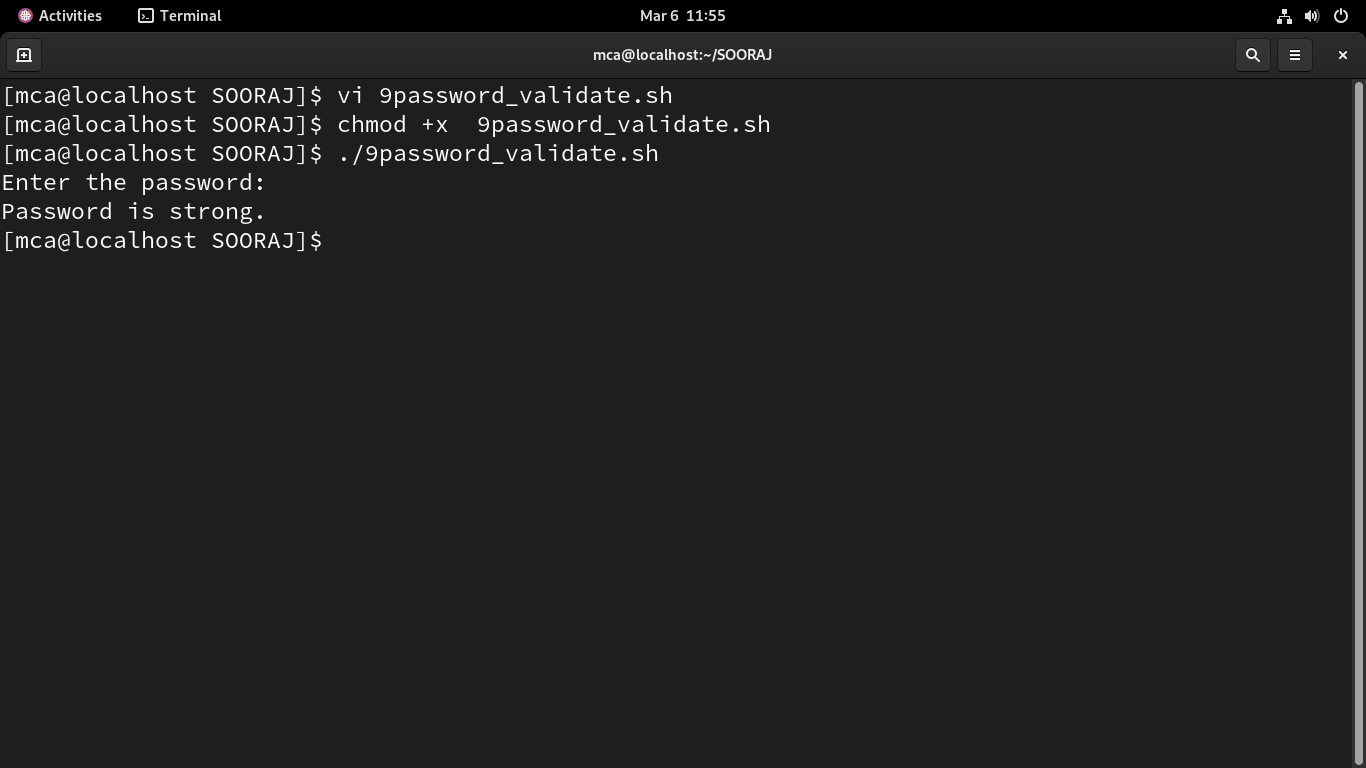 Activities Terminal Mar 6 11:55
mca@localhost:~/SOORAJ
[mca@localhost SOORAJ]$ vi 9password_validate.sh
[mca@localhost SOORAJ]$ chmod +x  9password_validate.sh
[mca@localhost SOORAJ]$ ./9password_validate.sh
Enter the password:
Password is strong.
[mca@localhost SOORAJ]$